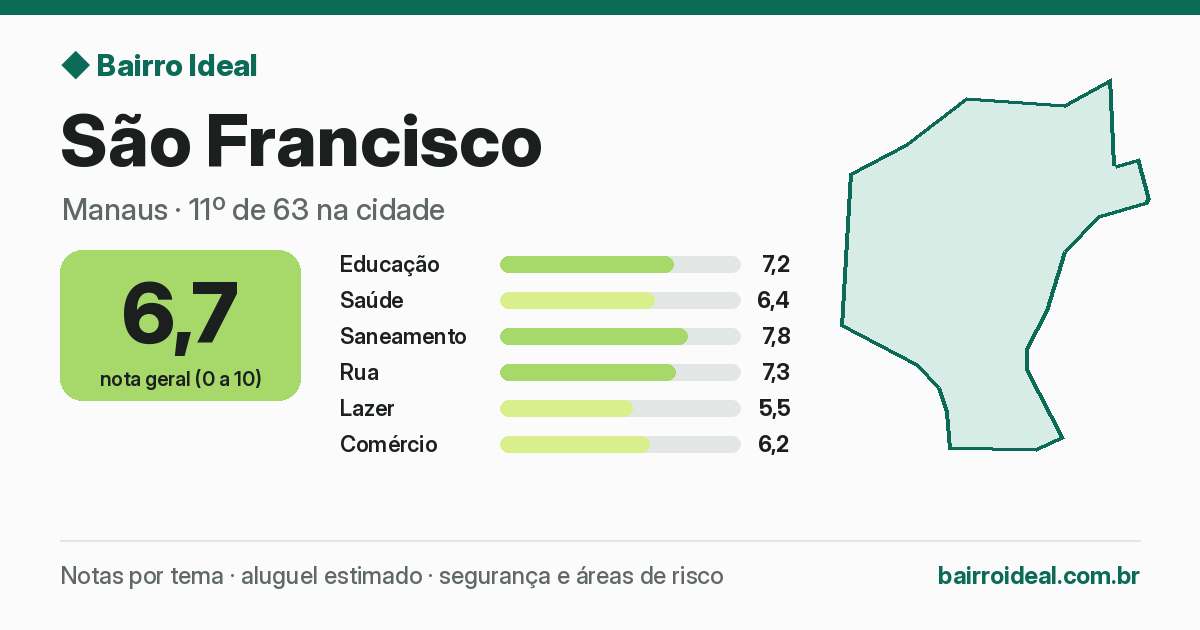 Bairro Ideal
São Francisco
Manaus · 11º de 63 na cidade
6,7
nota geral (0 a 10)
Educação 7,2
Saúde 6,4
Saneamento 7,8
Rua 7,3
Lazer 5,5
Comércio 6,2
Notas por tema · aluguel estimado · segurança e áreas de risco
bairroideal.com.br